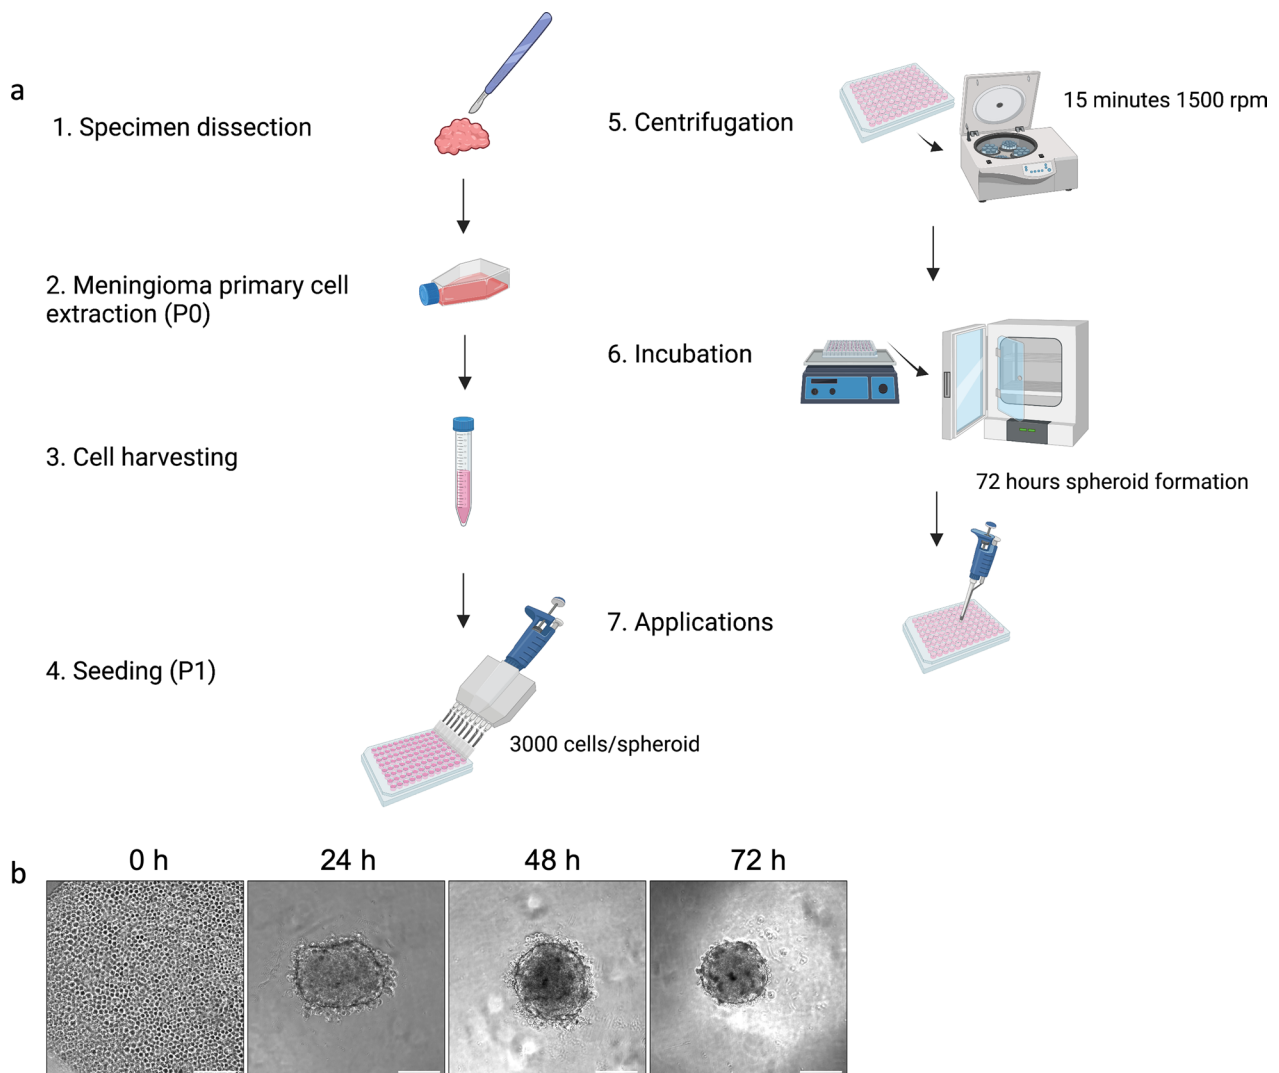 a
1. Specimen dissection
2. Meningioma primary cell
extraction (P0)
3. Cell harvesting
4. Seeding (P1)
3000 cells/spheroid
5. Centrifugation
15 minutes 1500 rpm
6. Incubation
72 hours spheroid formation
7. Applications
b
0 h
24 h
48 h
72 h